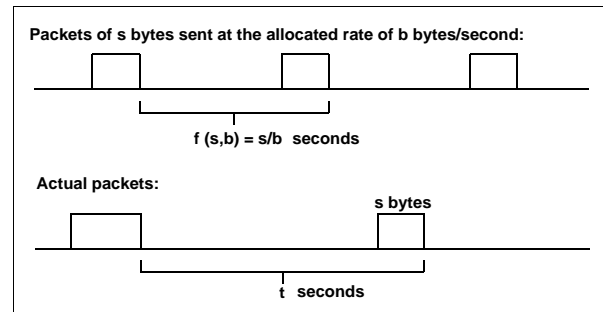 Packets of s bytes sent at the allocated rate of b bytes/second:
f (s,b) = s/b seconds
Actual packets:
s bytes
t seconds